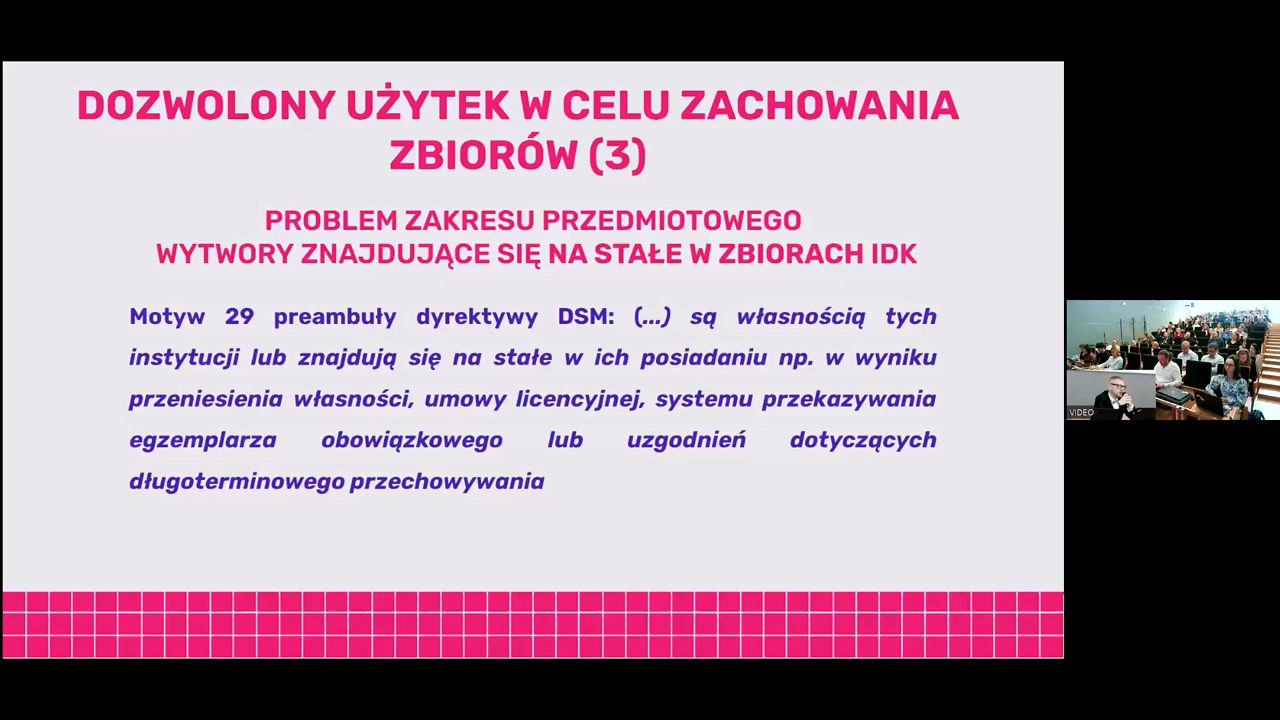 DOZWOLONY UŻYTEK W CELU ZACHOWANIA
ZBIORÓW (3)
PROBLEM ZAKRESU PRZEDMIOTOWEGO
WYTWORY ZNAJDUJĄCE SIĘ NA STAŁE W ZBIORACH IDK
Motyw 29 preambuły dyrektywy DSM: (...) są własnością tych
instytucji lub znajdują się na stałe w ich posiadaniu np. w wyniku
przeniesienia własności, umowy licencyjnej, systemu przekazywania
egzemplarza obowiązkowego lub uzgodnień dotyczących
długoterminowego przechowywania
VIDEO